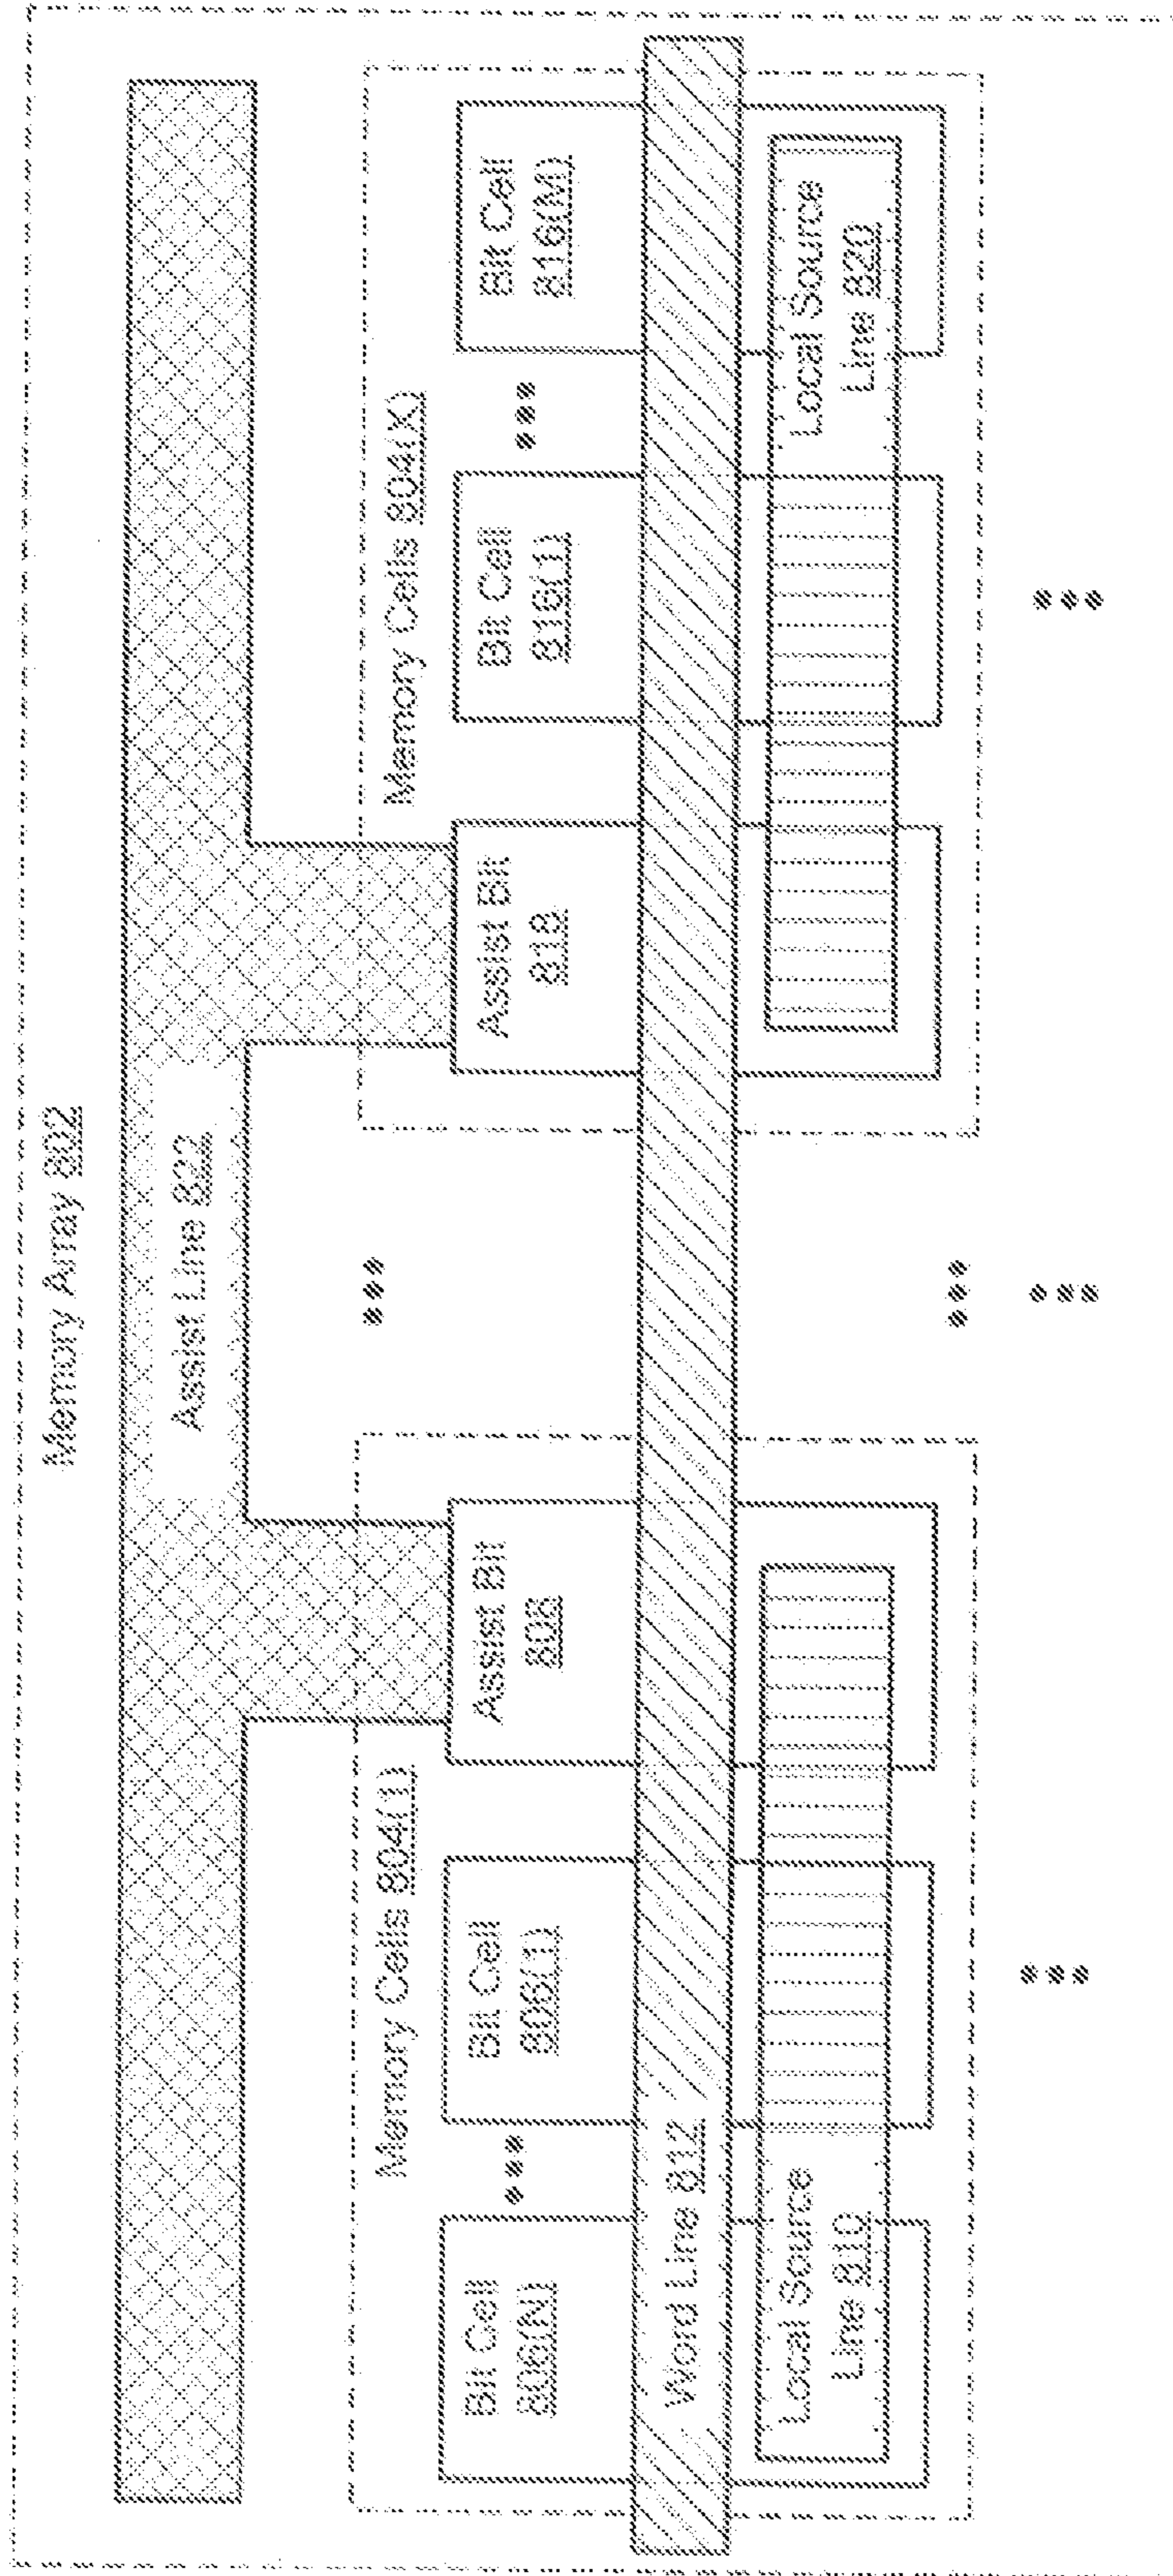 Memory Array 802
Assist Line 822
Memory Cells 804(1)
Memory Cells 804(X)
Bit Cell
806(N)
Bit Cell
806(1)
Assist Bit
808
Assist Bit
818
Bit Cell
816(1)
Bit Cell
816(M)
Word Line 812
Local Source
Line 810
Local Source
Line 820